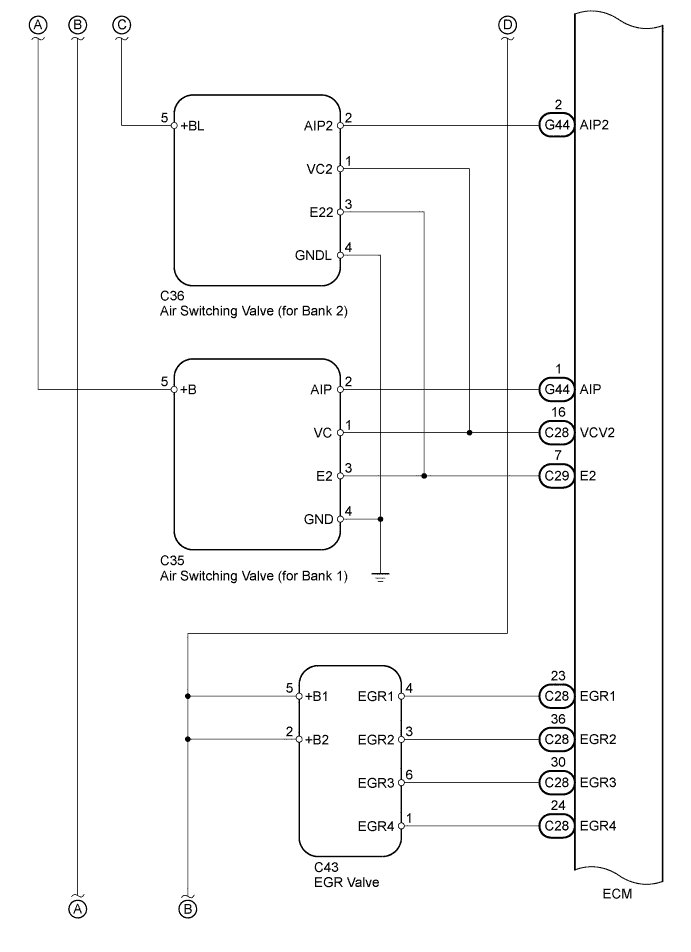 A B C D
2
5 +BL AIP2 2 G44 AIP2
VC2 1
E22 3
GNDL 4
C36
Air Switching Valve (for Bank 2)
1
5 +B AIP 2 G44 AIP
16
VC 1 C28 VCV2
7
E2 3 C29 E2
GND 4
C35
Air Switching Valve (for Bank 1)
23
5 +B1 EGR1 4 C28 EGR1
36
2 +B2 EGR2 3 C28 EGR2
30
EGR3 6 C28 EGR3
24
EGR4 1 C28 EGR4
C43
EGR Valve
ECM
A B